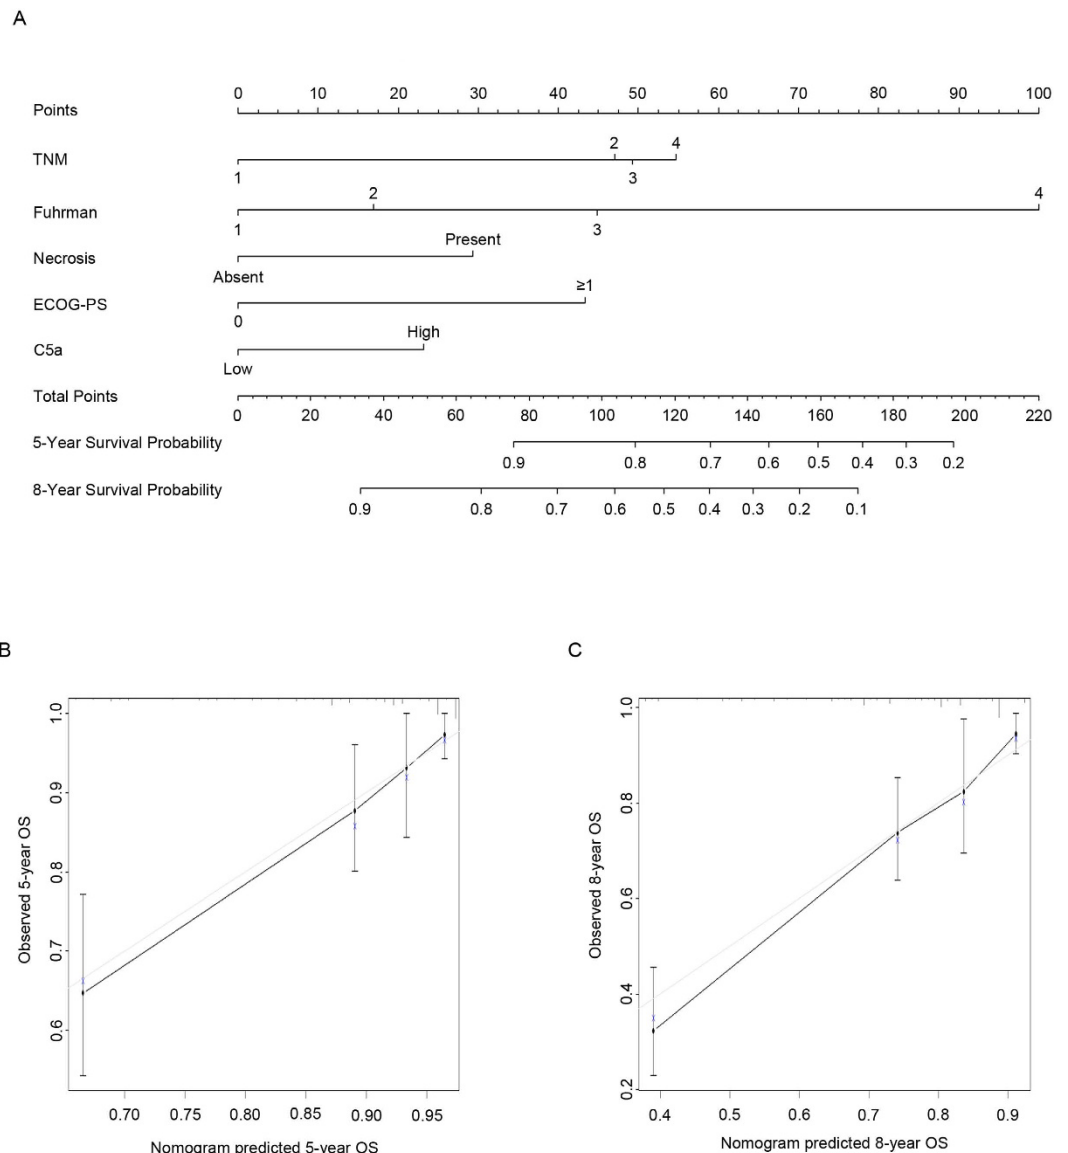 A
Points 0 10 20 30 40 50 60 70 80 90 100
TNM 1 2 3 4
Fuhrman 1 2 3 4
Necrosis Absent Present
ECOG-PS 0 ≥1
C5a Low High
Total Points 0 20 40 60 80 100 120 140 160 180 200 220
5-Year Survival Probability 0.9 0.8 0.7 0.6 0.5 0.4 0.3 0.2
8-Year Survival Probability 0.9 0.8 0.7 0.6 0.5 0.4 0.3 0.2 0.1
B
Observed 5-year OS
1.0
0.9
0.8
0.7
0.6
0.70 0.75 0.80 0.85 0.90 0.95
Nomogram predicted 5-year OS
C
Observed 8-year OS
1.0
0.8
0.6
0.4
0.2
0.4 0.5 0.6 0.7 0.8 0.9
Nomogram predicted 8-year OS